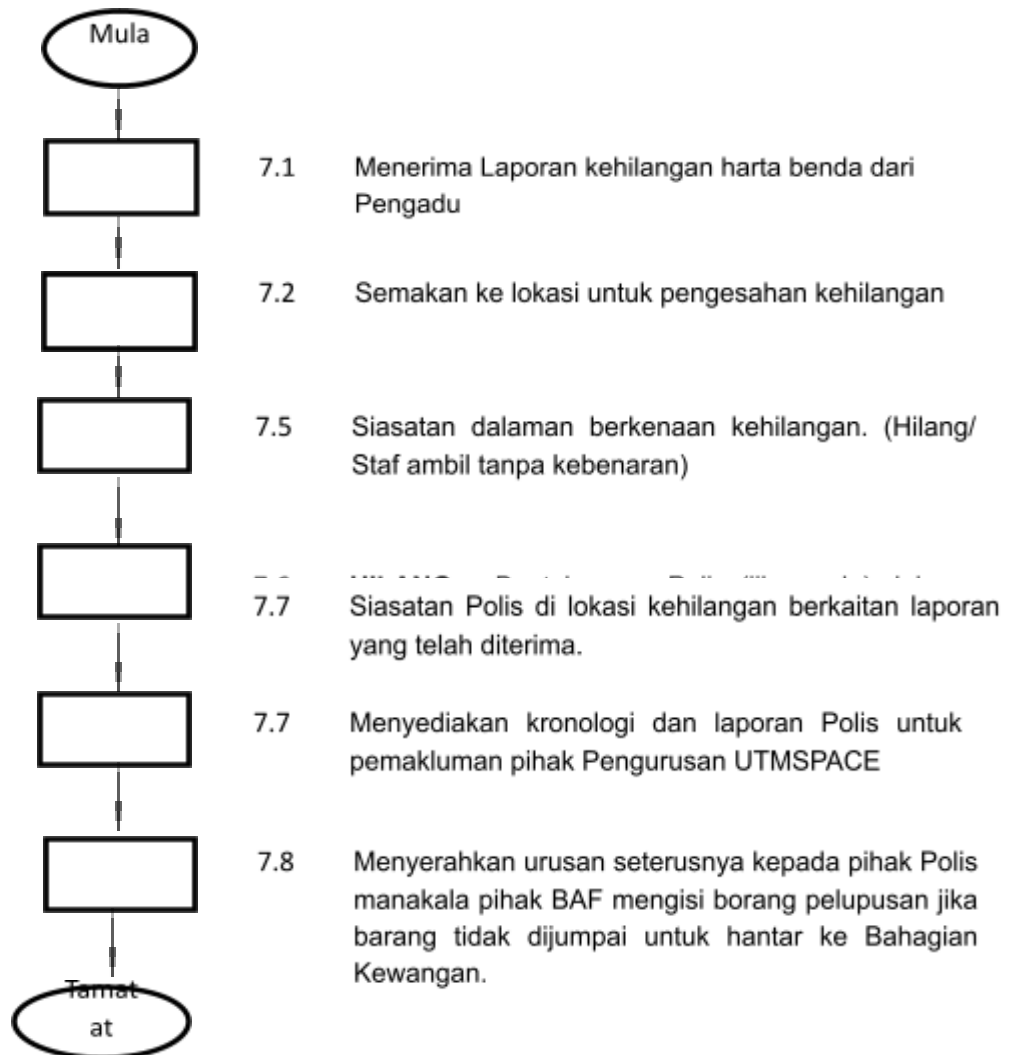 Mula
7.1 Menerima Laporan kehilangan harta benda dari
Pengadu
7.2 Semakan ke lokasi untuk pengesahan kehilangan
7.5 Siasatan dalaman berkenaan kehilangan. (Hilang/
Staf ambil tanpa kebenaran)
7.7 Siasatan Polis di lokasi kehilangan berkaitan laporan
yang telah diterima.
7.7 Menyediakan kronologi dan laporan Polis untuk
pemakluman pihak Pengurusan UTMSPACE
7.8 Menyerahkan urusan seterusnya kepada pihak Polis
manakala pihak BAF mengisi borang pelupusan jika
barang tidak dijumpai untuk hantar ke Bahagian
Kewangan.
Tamat
at